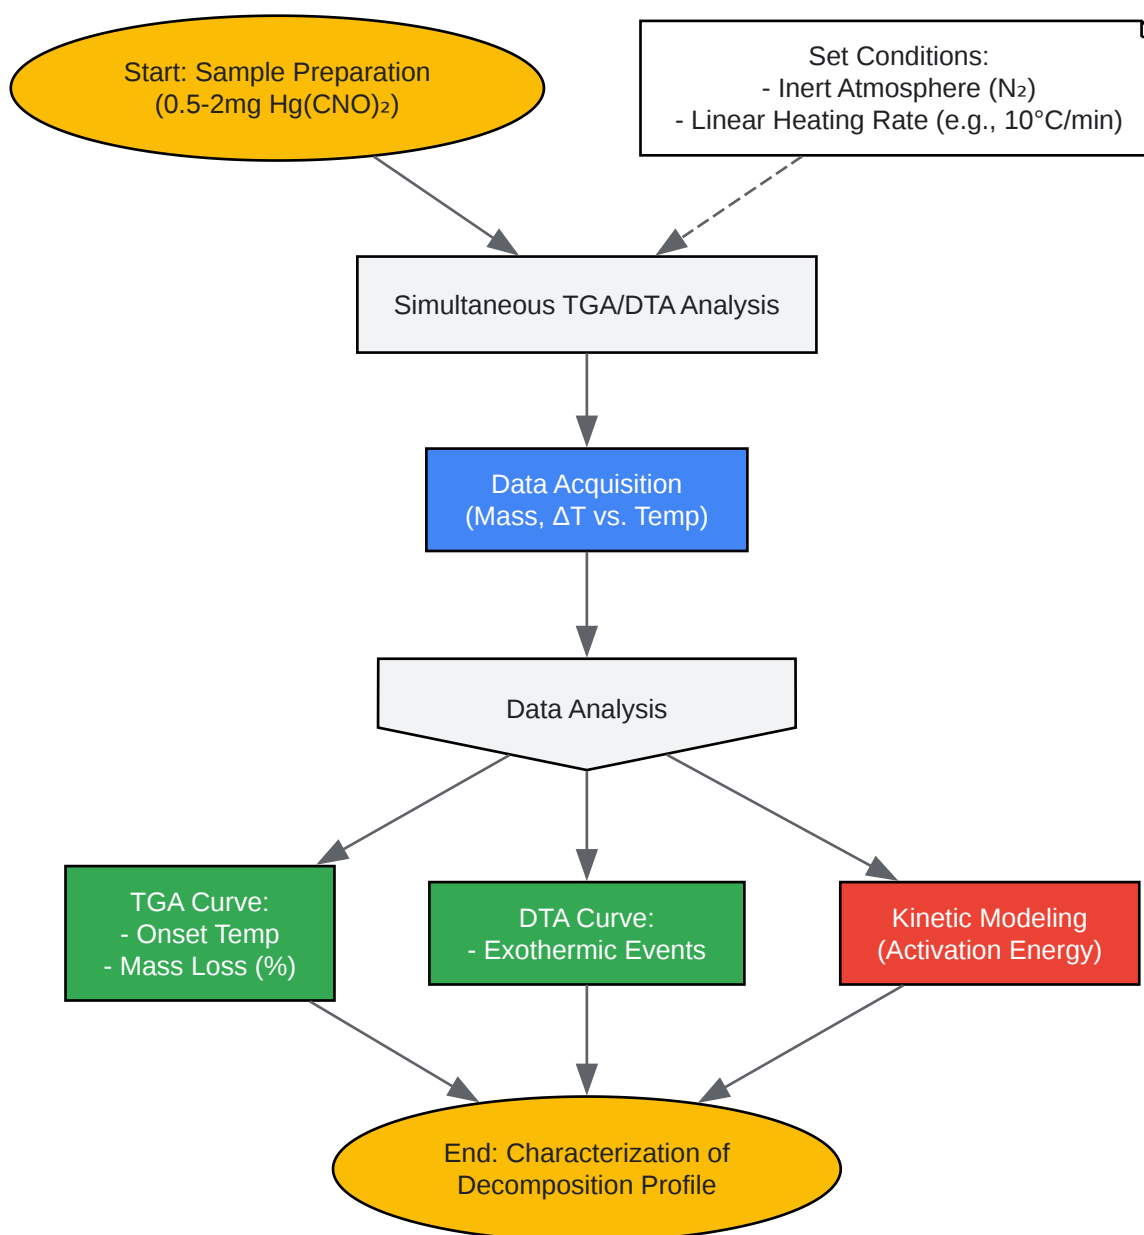 Start: Sample Preparation
(0.5-2mg Hg(CNO)₂)
Set Conditions:
- Inert Atmosphere (N₂)
- Linear Heating Rate (e.g., 10°C/min)
Simultaneous TGA/DTA Analysis
Data Acquisition
(Mass, ΔT vs. Temp)
Data Analysis
TGA Curve:
- Onset Temp
- Mass Loss (%)
DTA Curve:
- Exothermic Events
Kinetic Modeling
(Activation Energy)
End: Characterization of
Decomposition Profile